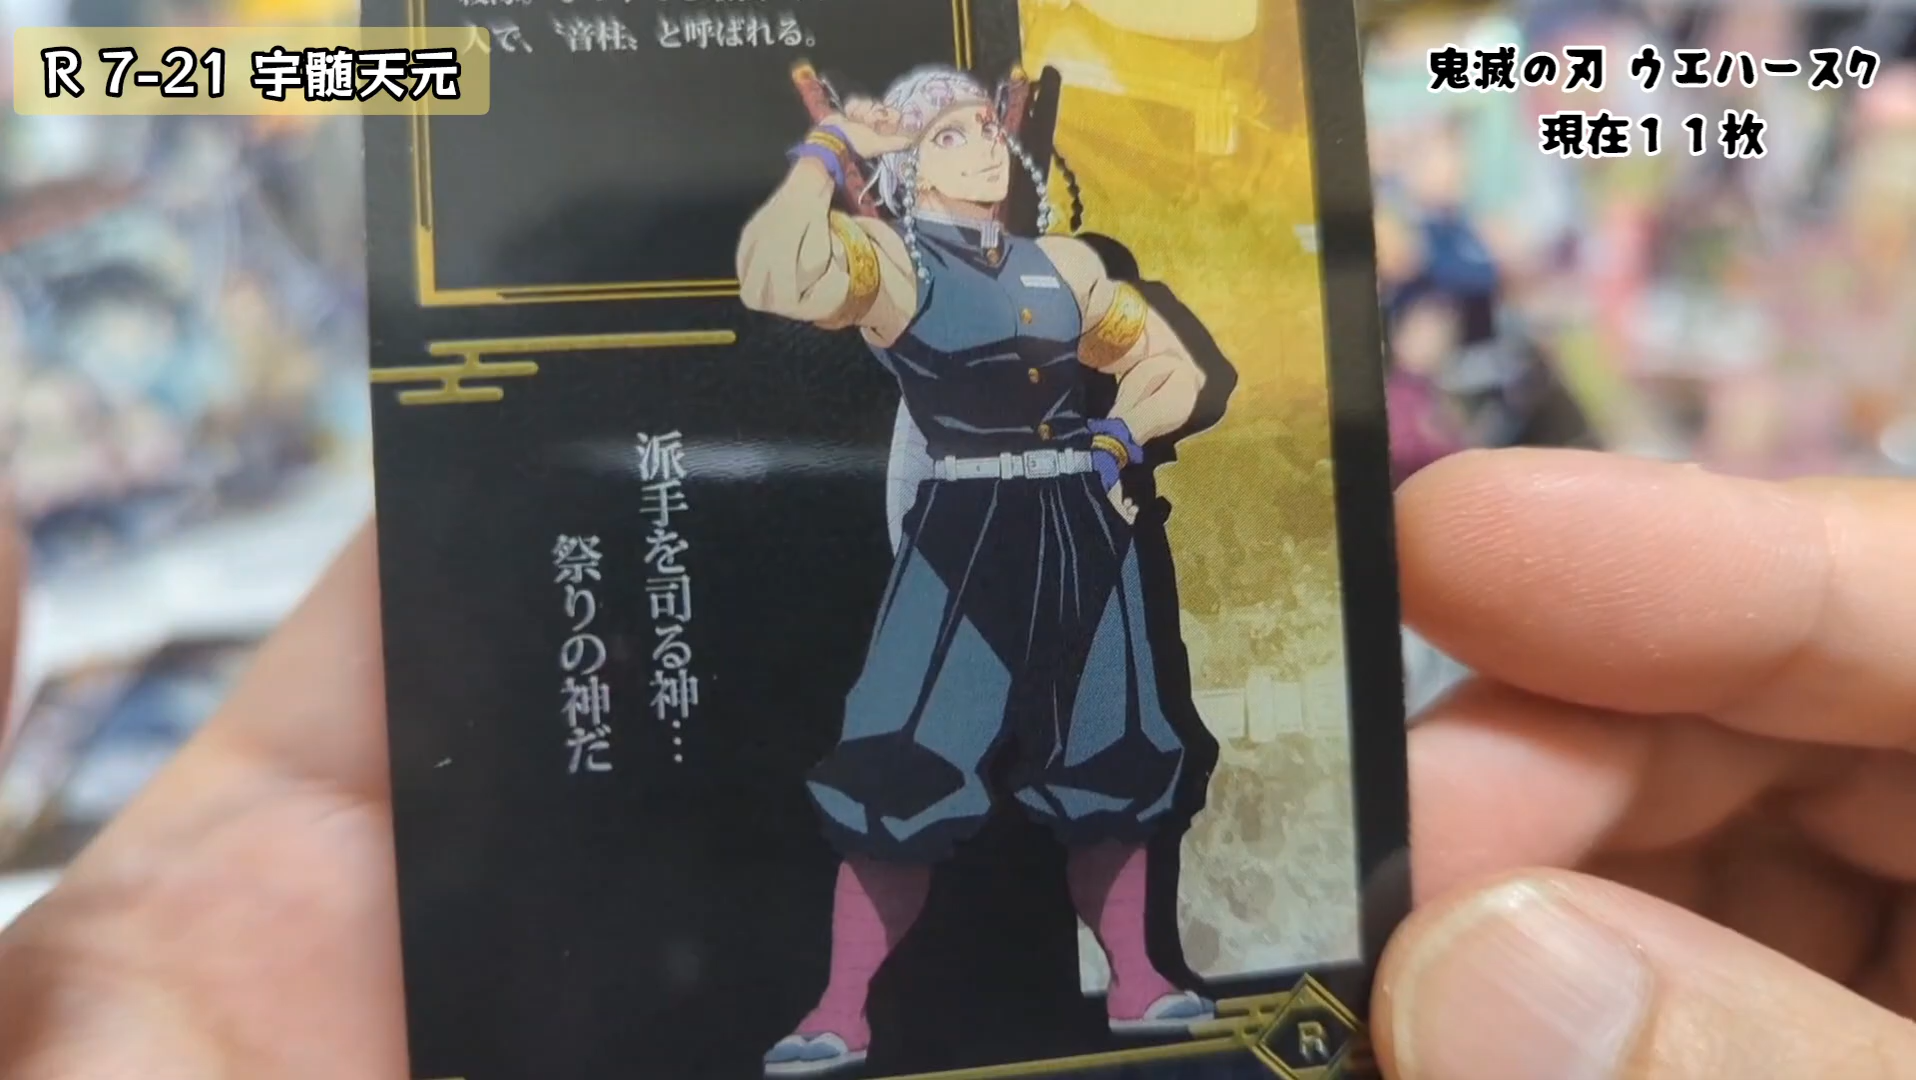 R 7-21 宇髄天元
鬼滅の刃 ウエハースク
現在11枚
人で、〝音柱〟と呼ばれる。
派手を司る神…
祭りの神だ
R